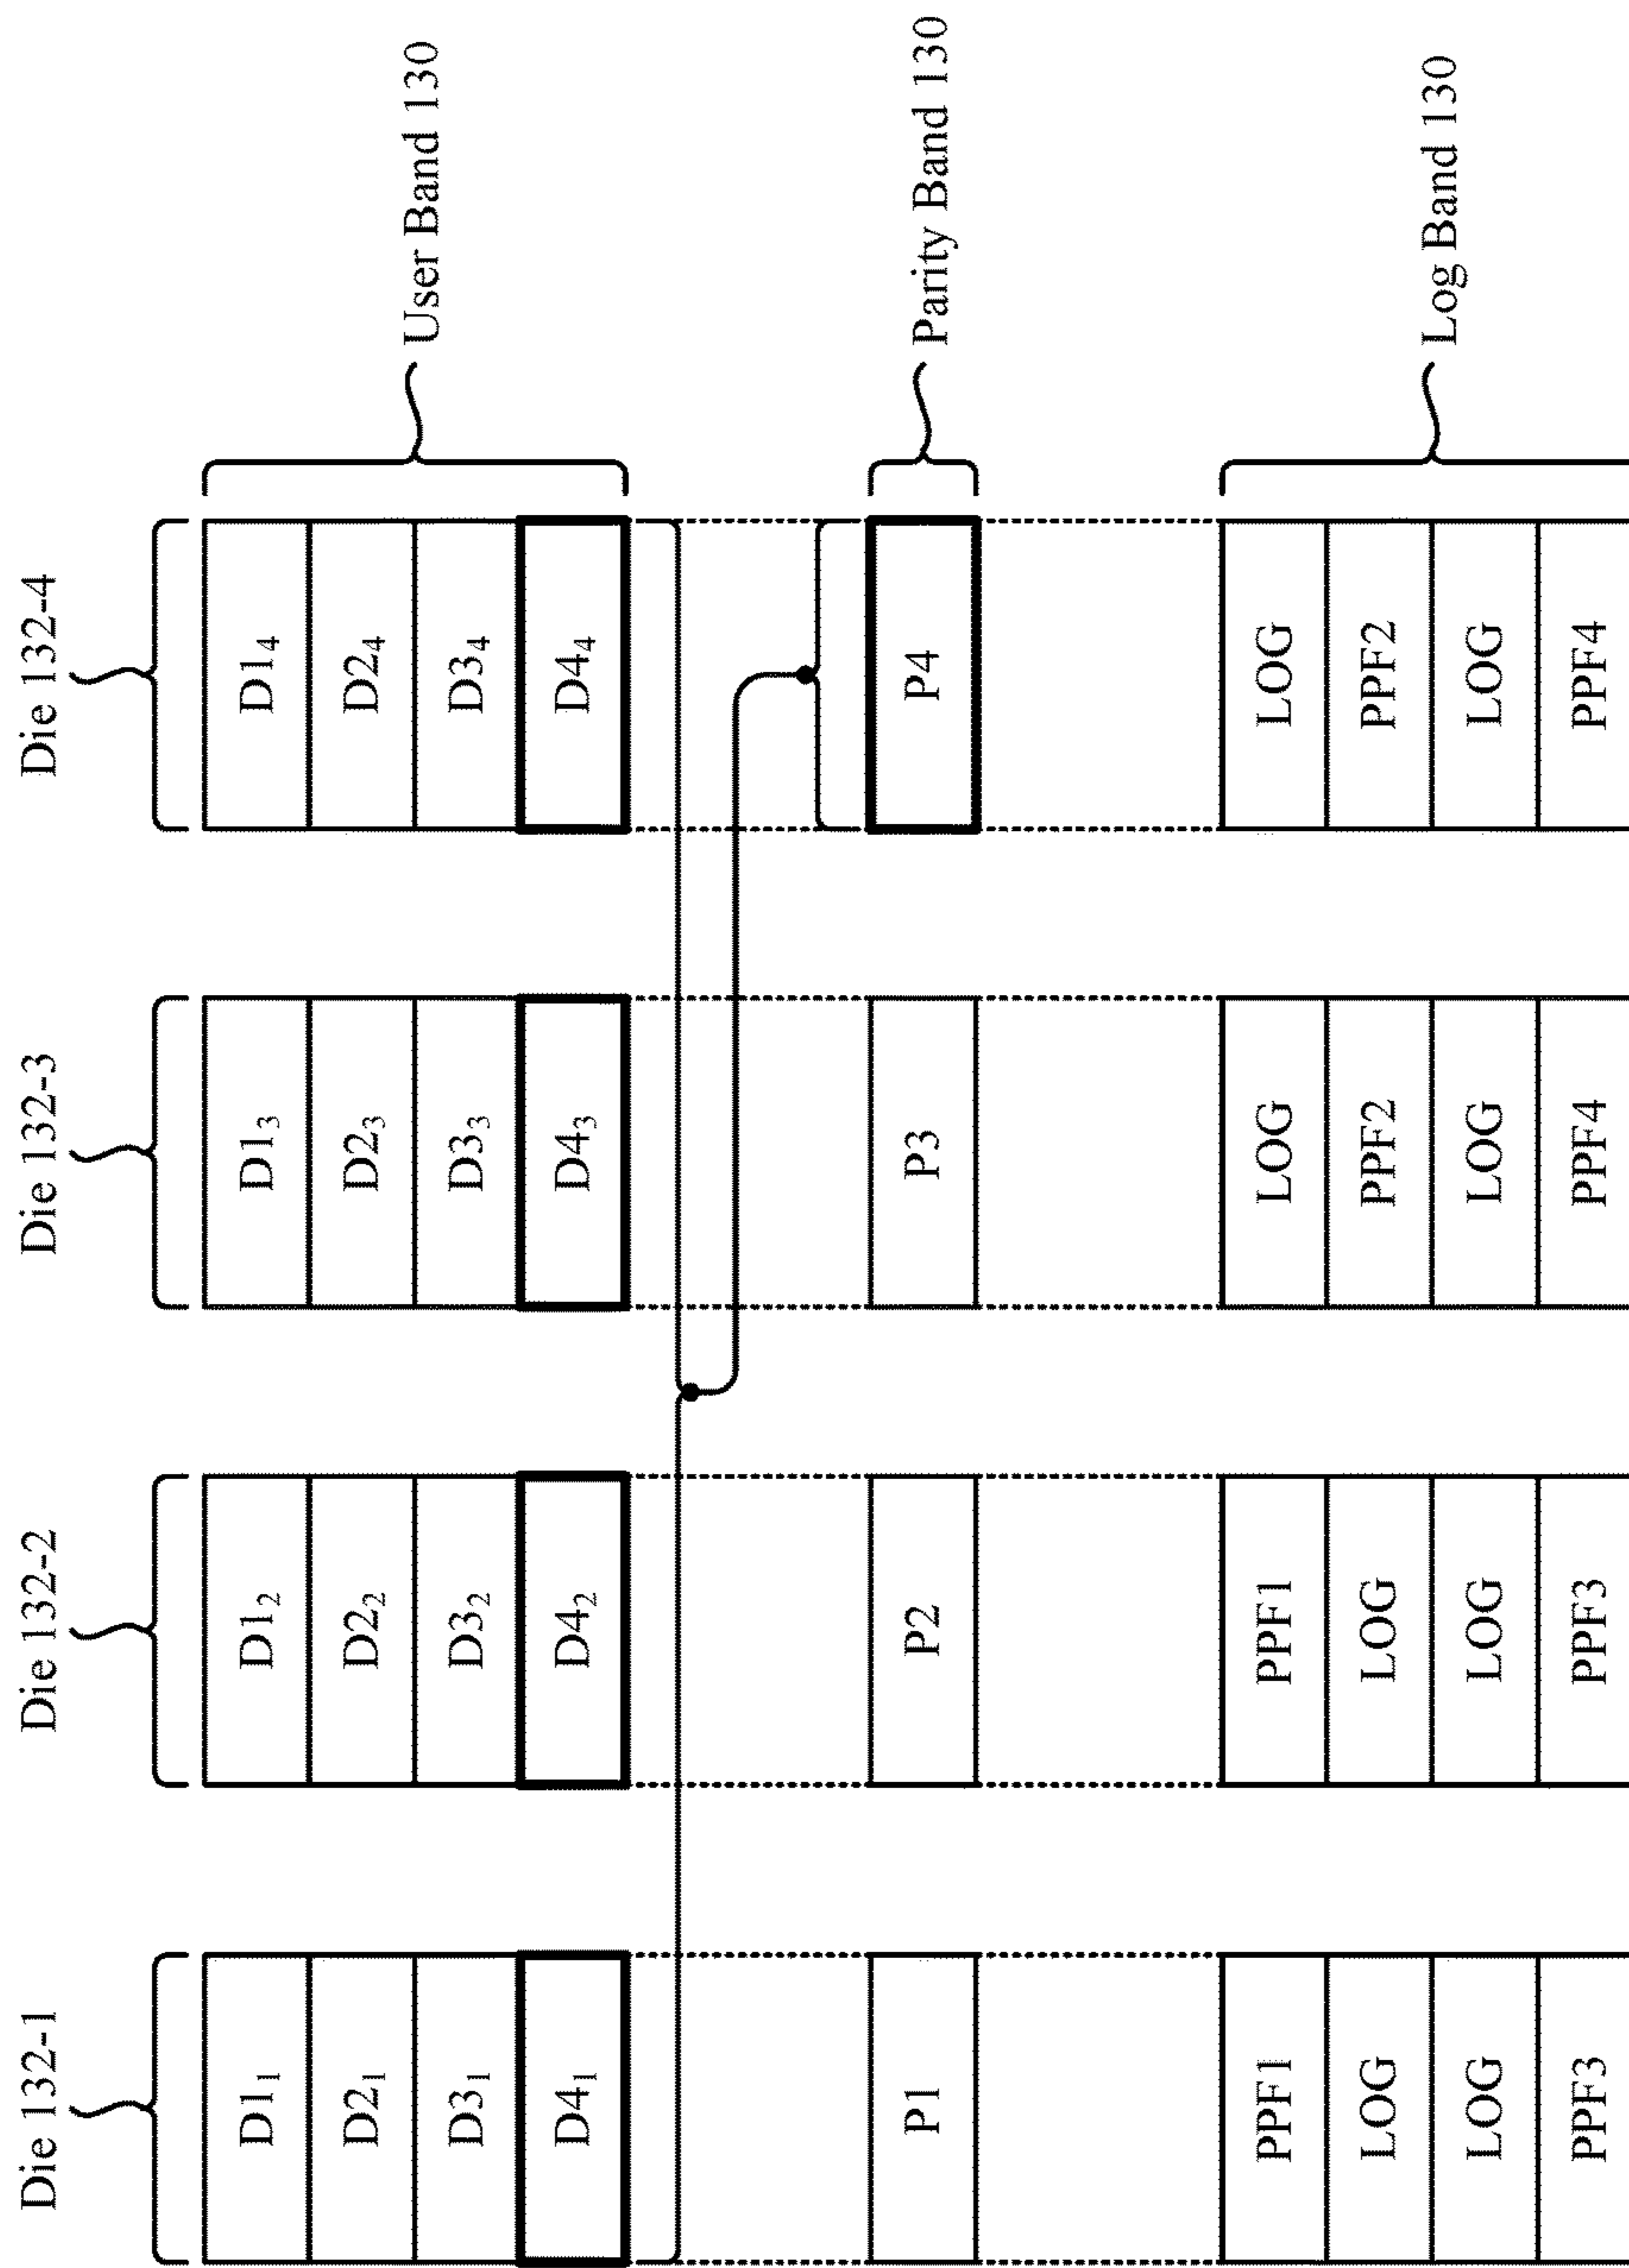 Die 132-1 Die 132-2 Die 132-3 Die 132-4
D1₁ D1₂ D1₃ D1₄
D2₁ D2₂ D2₃ D2₄
User Band 130
D3₁ D3₂ D3₃ D3₄
D4₁ D4₂ D4₃ D4₄
P1 P2 P3 P4
Parity Band 130
PPF1 PPF1 LOG LOG
LOG LOG PPF2 PPF2
Log Band 130
LOG LOG LOG LOG
PPF3 PPF3 PPF4 PPF4